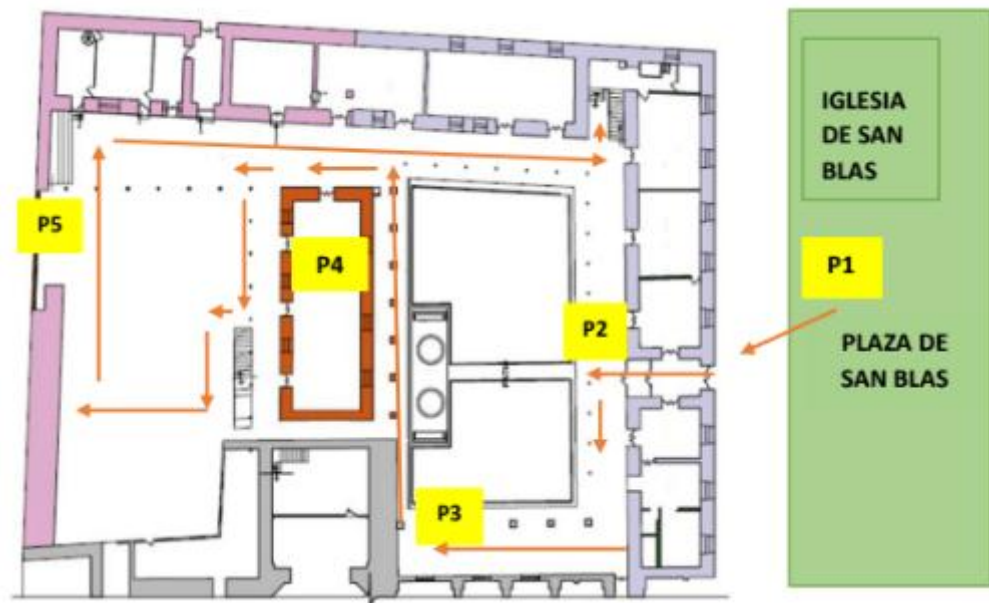 IGLESIA
DE SAN
BLAS
P5
P4
P1
P2
PLAZA DE
SAN BLAS
P3